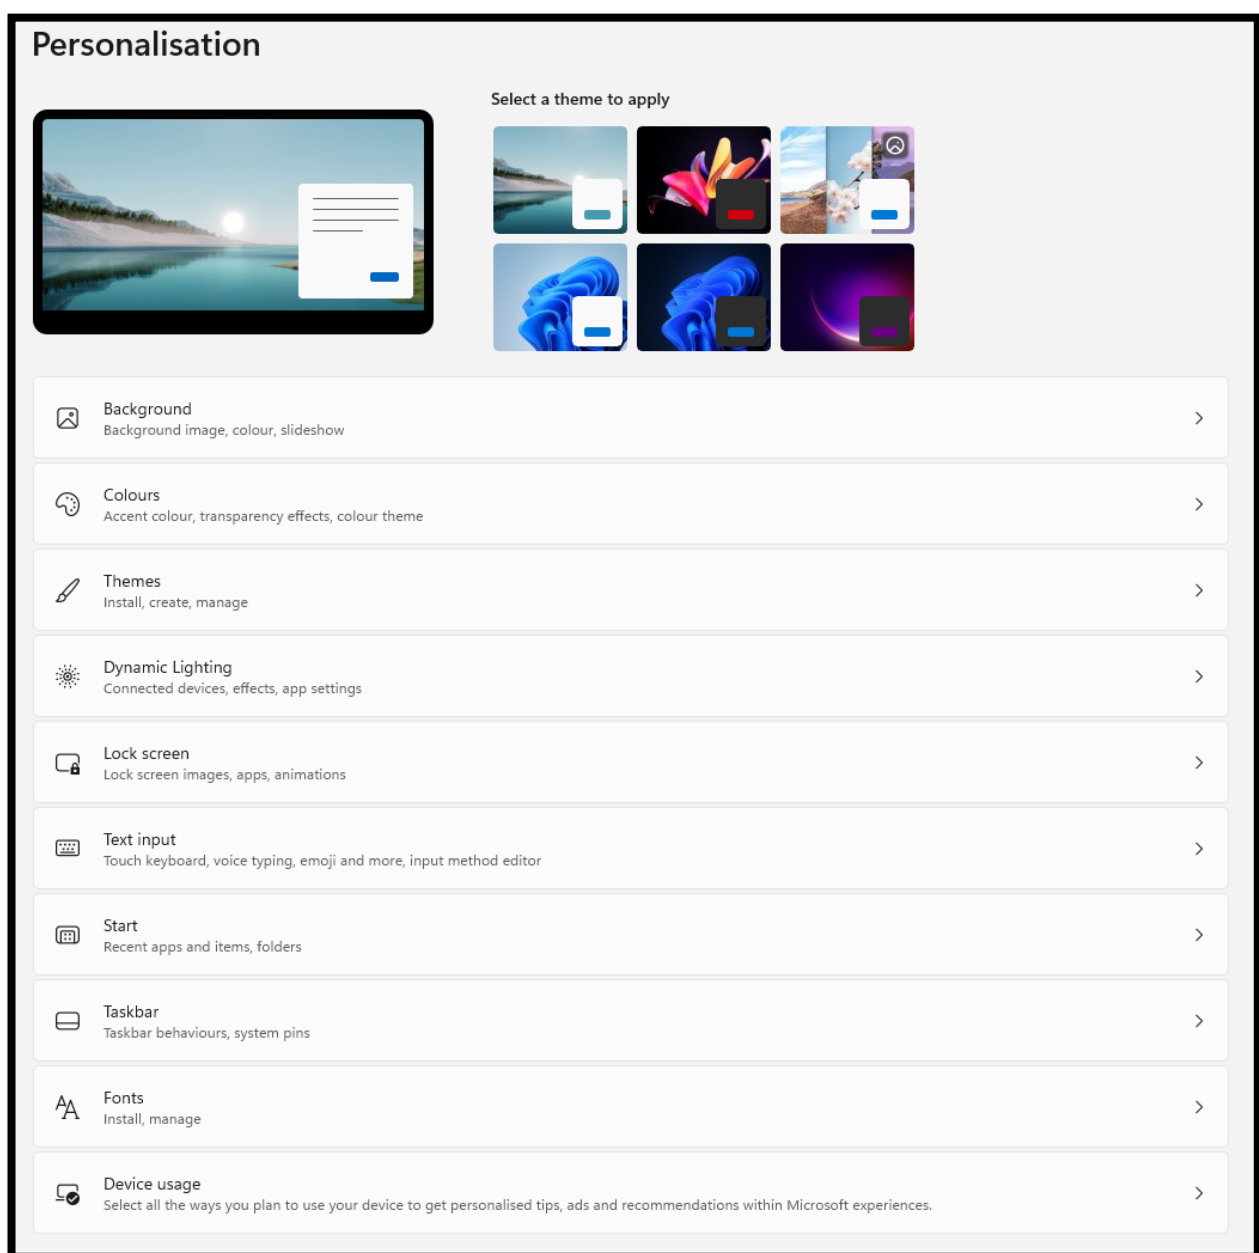 Personalisation
Select a theme to apply
Background
Background image, colour, slideshow
Colours
Accent colour, transparency effects, colour theme
Themes
Install, create, manage
Dynamic Lighting
Connected devices, effects, app settings
Lock screen
Lock screen images, apps, animations
Text input
Touch keyboard, voice typing, emoji and more, input method editor
Start
Recent apps and items, folders
Taskbar
Taskbar behaviours, system pins
Fonts
Install, manage
Device usage
Select all the ways you plan to use your device to get personalised tips, ads and recommendations within Microsoft experiences.